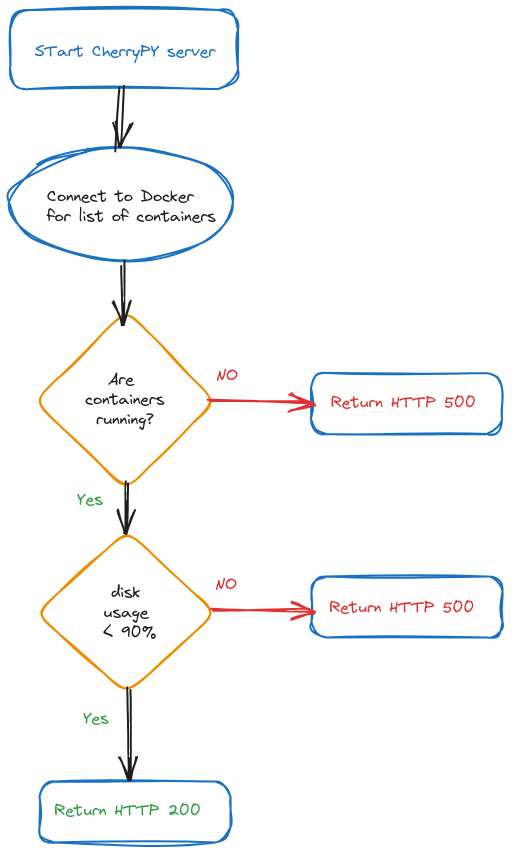 STart CherryPY server
Connect to Docker
for list of containers
Are
containers
running?
NO
Return HTTP 500
Yes
disk
usage
< 90%
NO
Return HTTP 500
Yes
Return HTTP 200